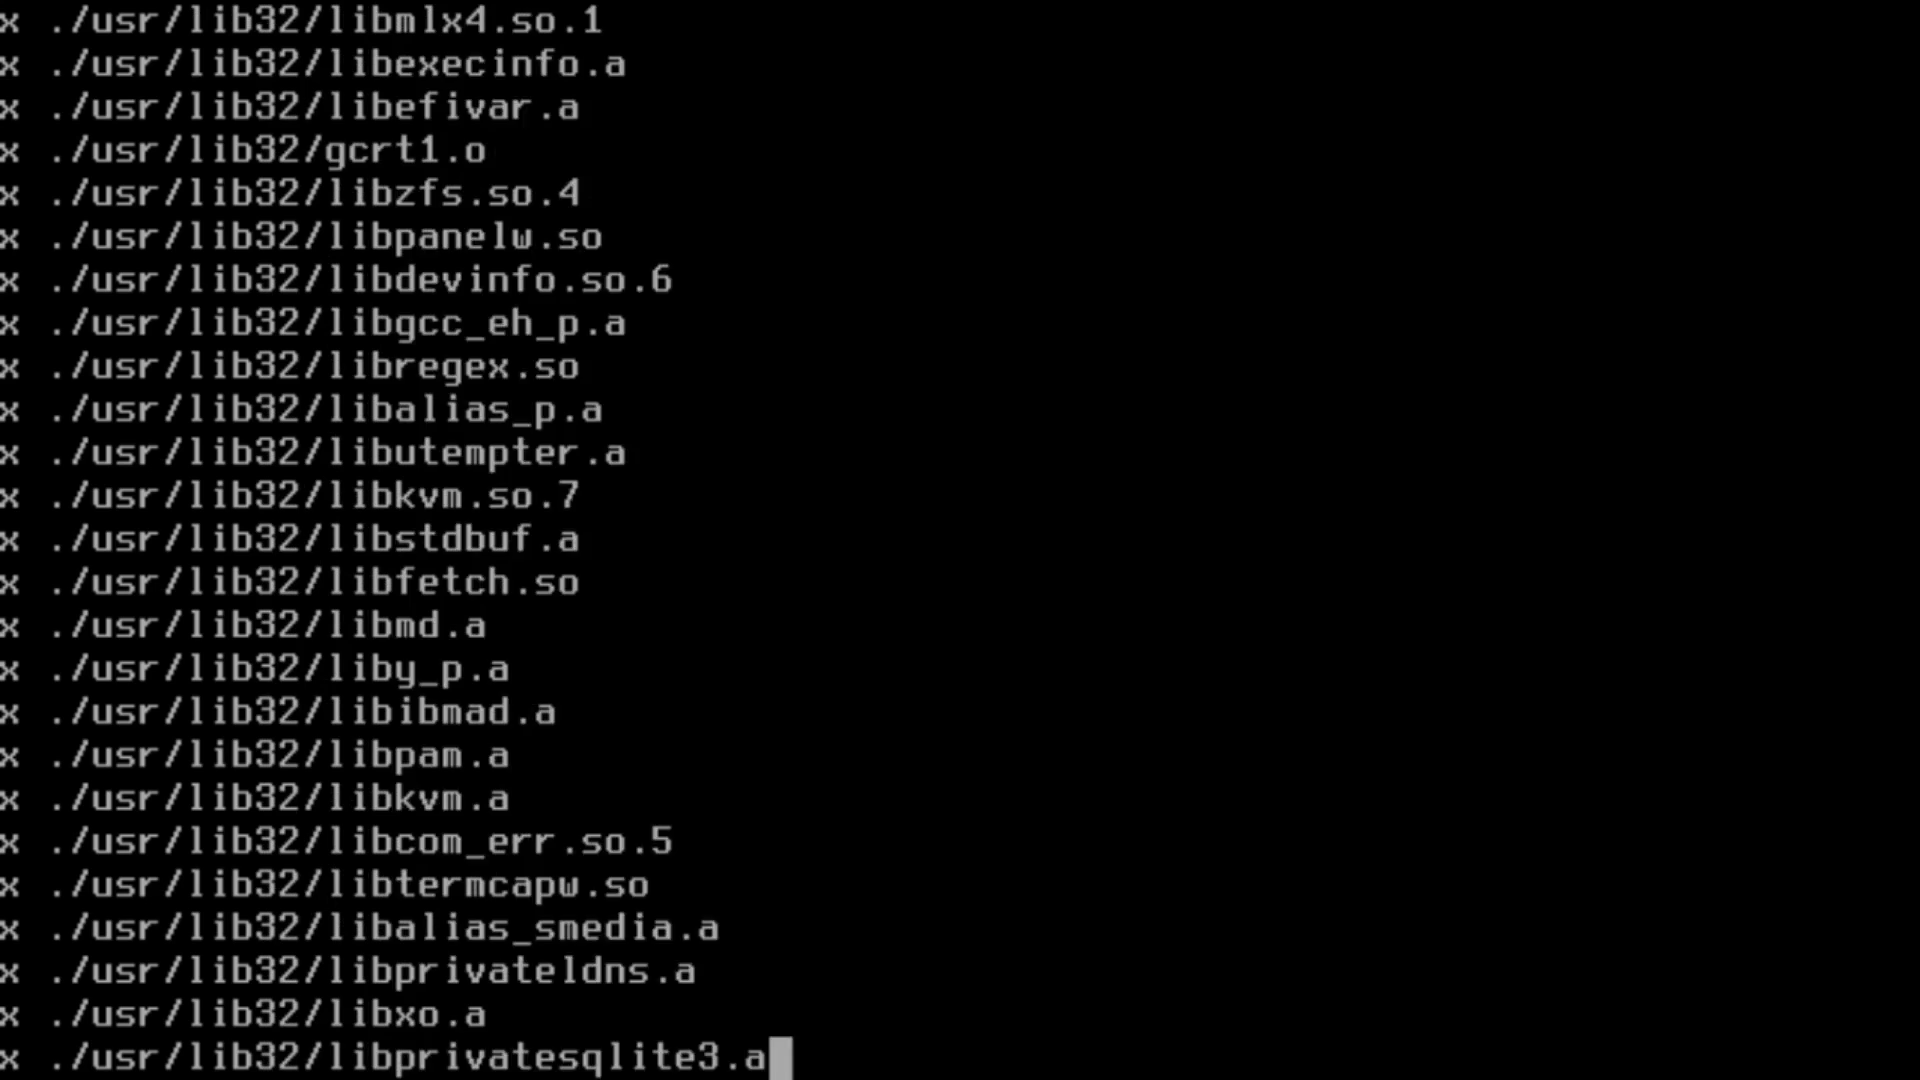 x ./usr/lib32/libmlx4.so.1
x ./usr/lib32/libexecinfo.a
x ./usr/lib32/libefivar.a
x ./usr/lib32/gcrt1.o
x ./usr/lib32/libzfs.so.4
x ./usr/lib32/libpanelw.so
x ./usr/lib32/libdevinfo.so.6
x ./usr/lib32/libgcc_eh_p.a
x ./usr/lib32/libregex.so
x ./usr/lib32/libalias_p.a
x ./usr/lib32/libutempter.a
x ./usr/lib32/libkvm.so.7
x ./usr/lib32/libstdbuf.a
x ./usr/lib32/libfetch.so
x ./usr/lib32/libmd.a
x ./usr/lib32/liby_p.a
x ./usr/lib32/libibmad.a
x ./usr/lib32/libpam.a
x ./usr/lib32/libkvm.a
x ./usr/lib32/libcom_err.so.5
x ./usr/lib32/libtermcapw.so
x ./usr/lib32/libalias_smedia.a
x ./usr/lib32/libprivateldns.a
x ./usr/lib32/libxo.a
x ./usr/lib32/libprivatesqlite3.a